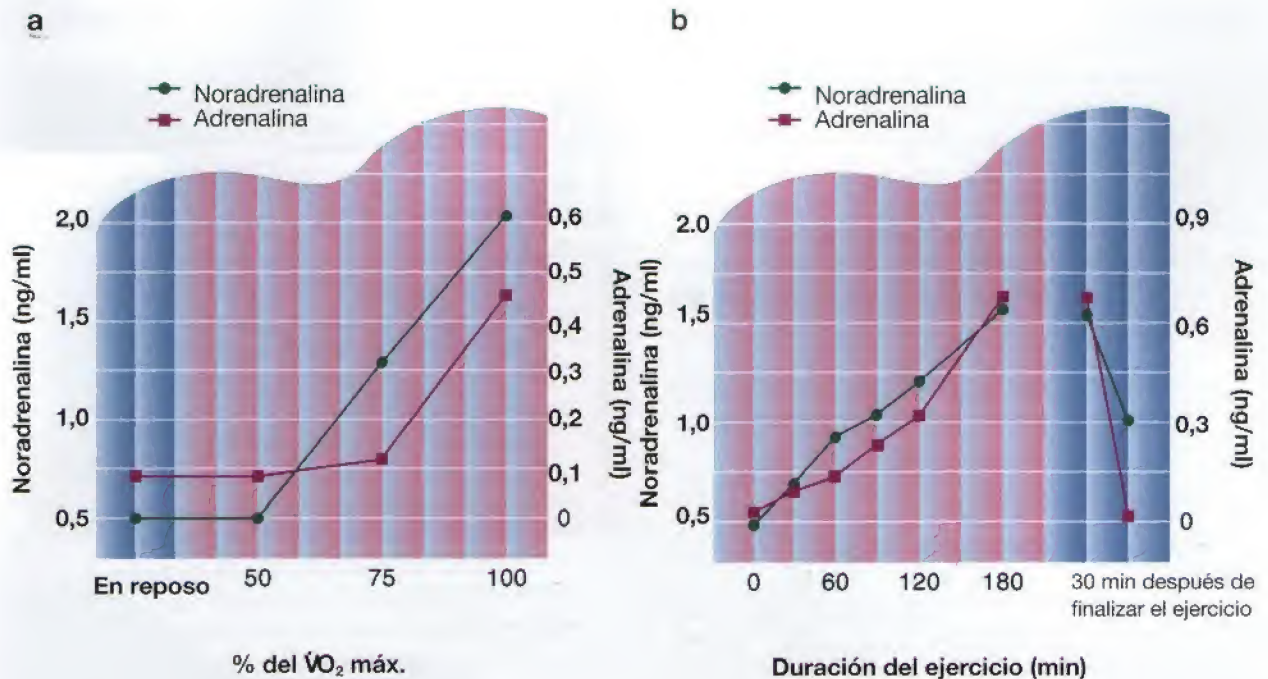 a
Noradrenalina
Adrenalina
Noradrenalina (ng/ml)
2,0
1,5
1,0
0,5
0,6
0,5
0,4
0,3
0,2
0,1
0
Adrenalina (ng/ml)
En reposo
50
75
100
% del V̇O₂ máx.
b
Noradrenalina
Adrenalina
Noradrenalina (ng/ml)
2.0
1,5
1,0
0,5
0,9
0,6
0,3
0
Adrenalina (ng/ml)
0
60
120
180
30 min después de
finalizar el ejercicio
Duración del ejercicio (min)